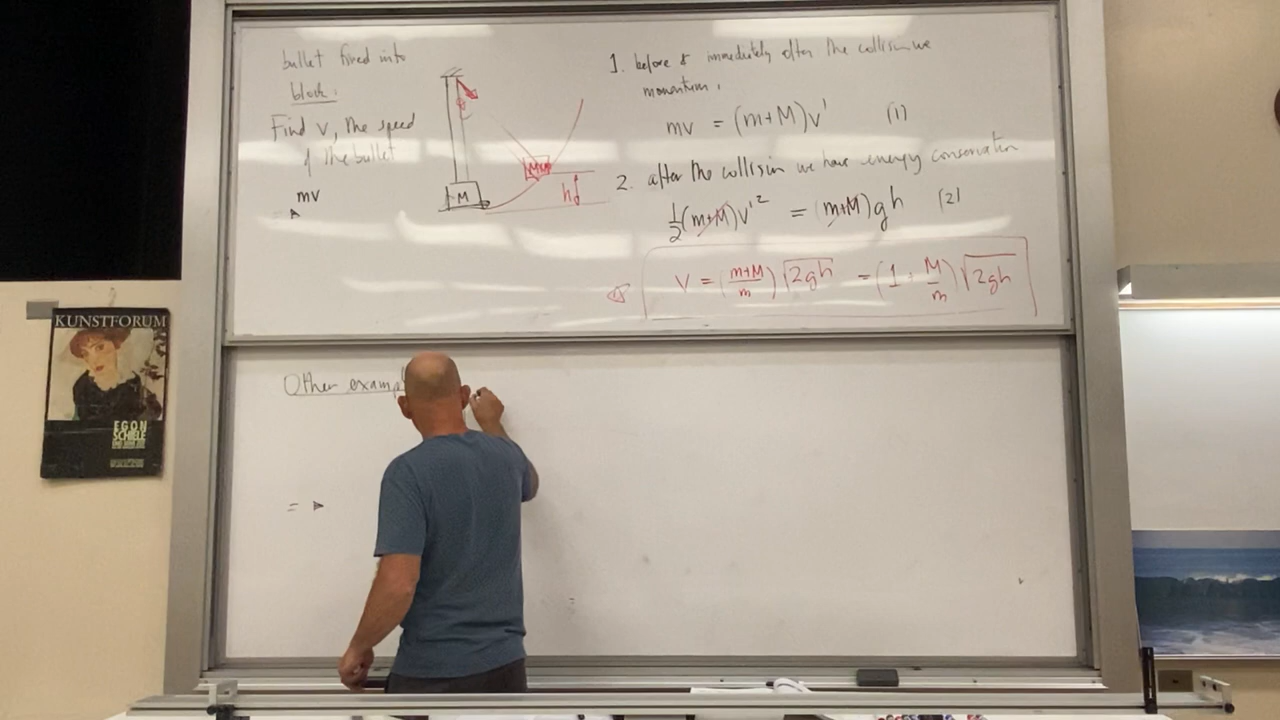 bullet fired into
block.
Find v, the speed
of the bullet
mv
M
h
1. before & immediately after the collision we
momentum.
mv = (m+M)v' (1)
2. after the collision we have energy conservation
1/2 (m+M)v'² = (m+M)gh (2)
v = (m+M/m) √2gh = (1 + M/m) √2gh
Other examp
=
KUNSTFORUM
EGON
SCHIELE